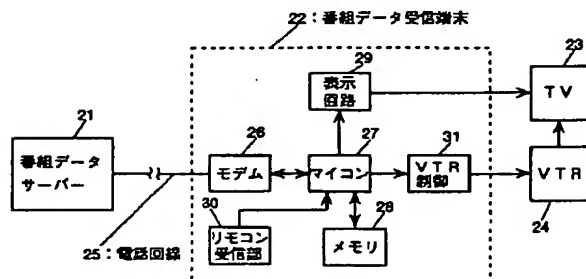 22：番組データ受信端末
29
表示
回路
23
TV
21
番組データ
サーバー
26
モデム
27
マイコン
31
VTR
制御
VTR
24
25：電話回線
30
リモコン
受信部
28
メモリ